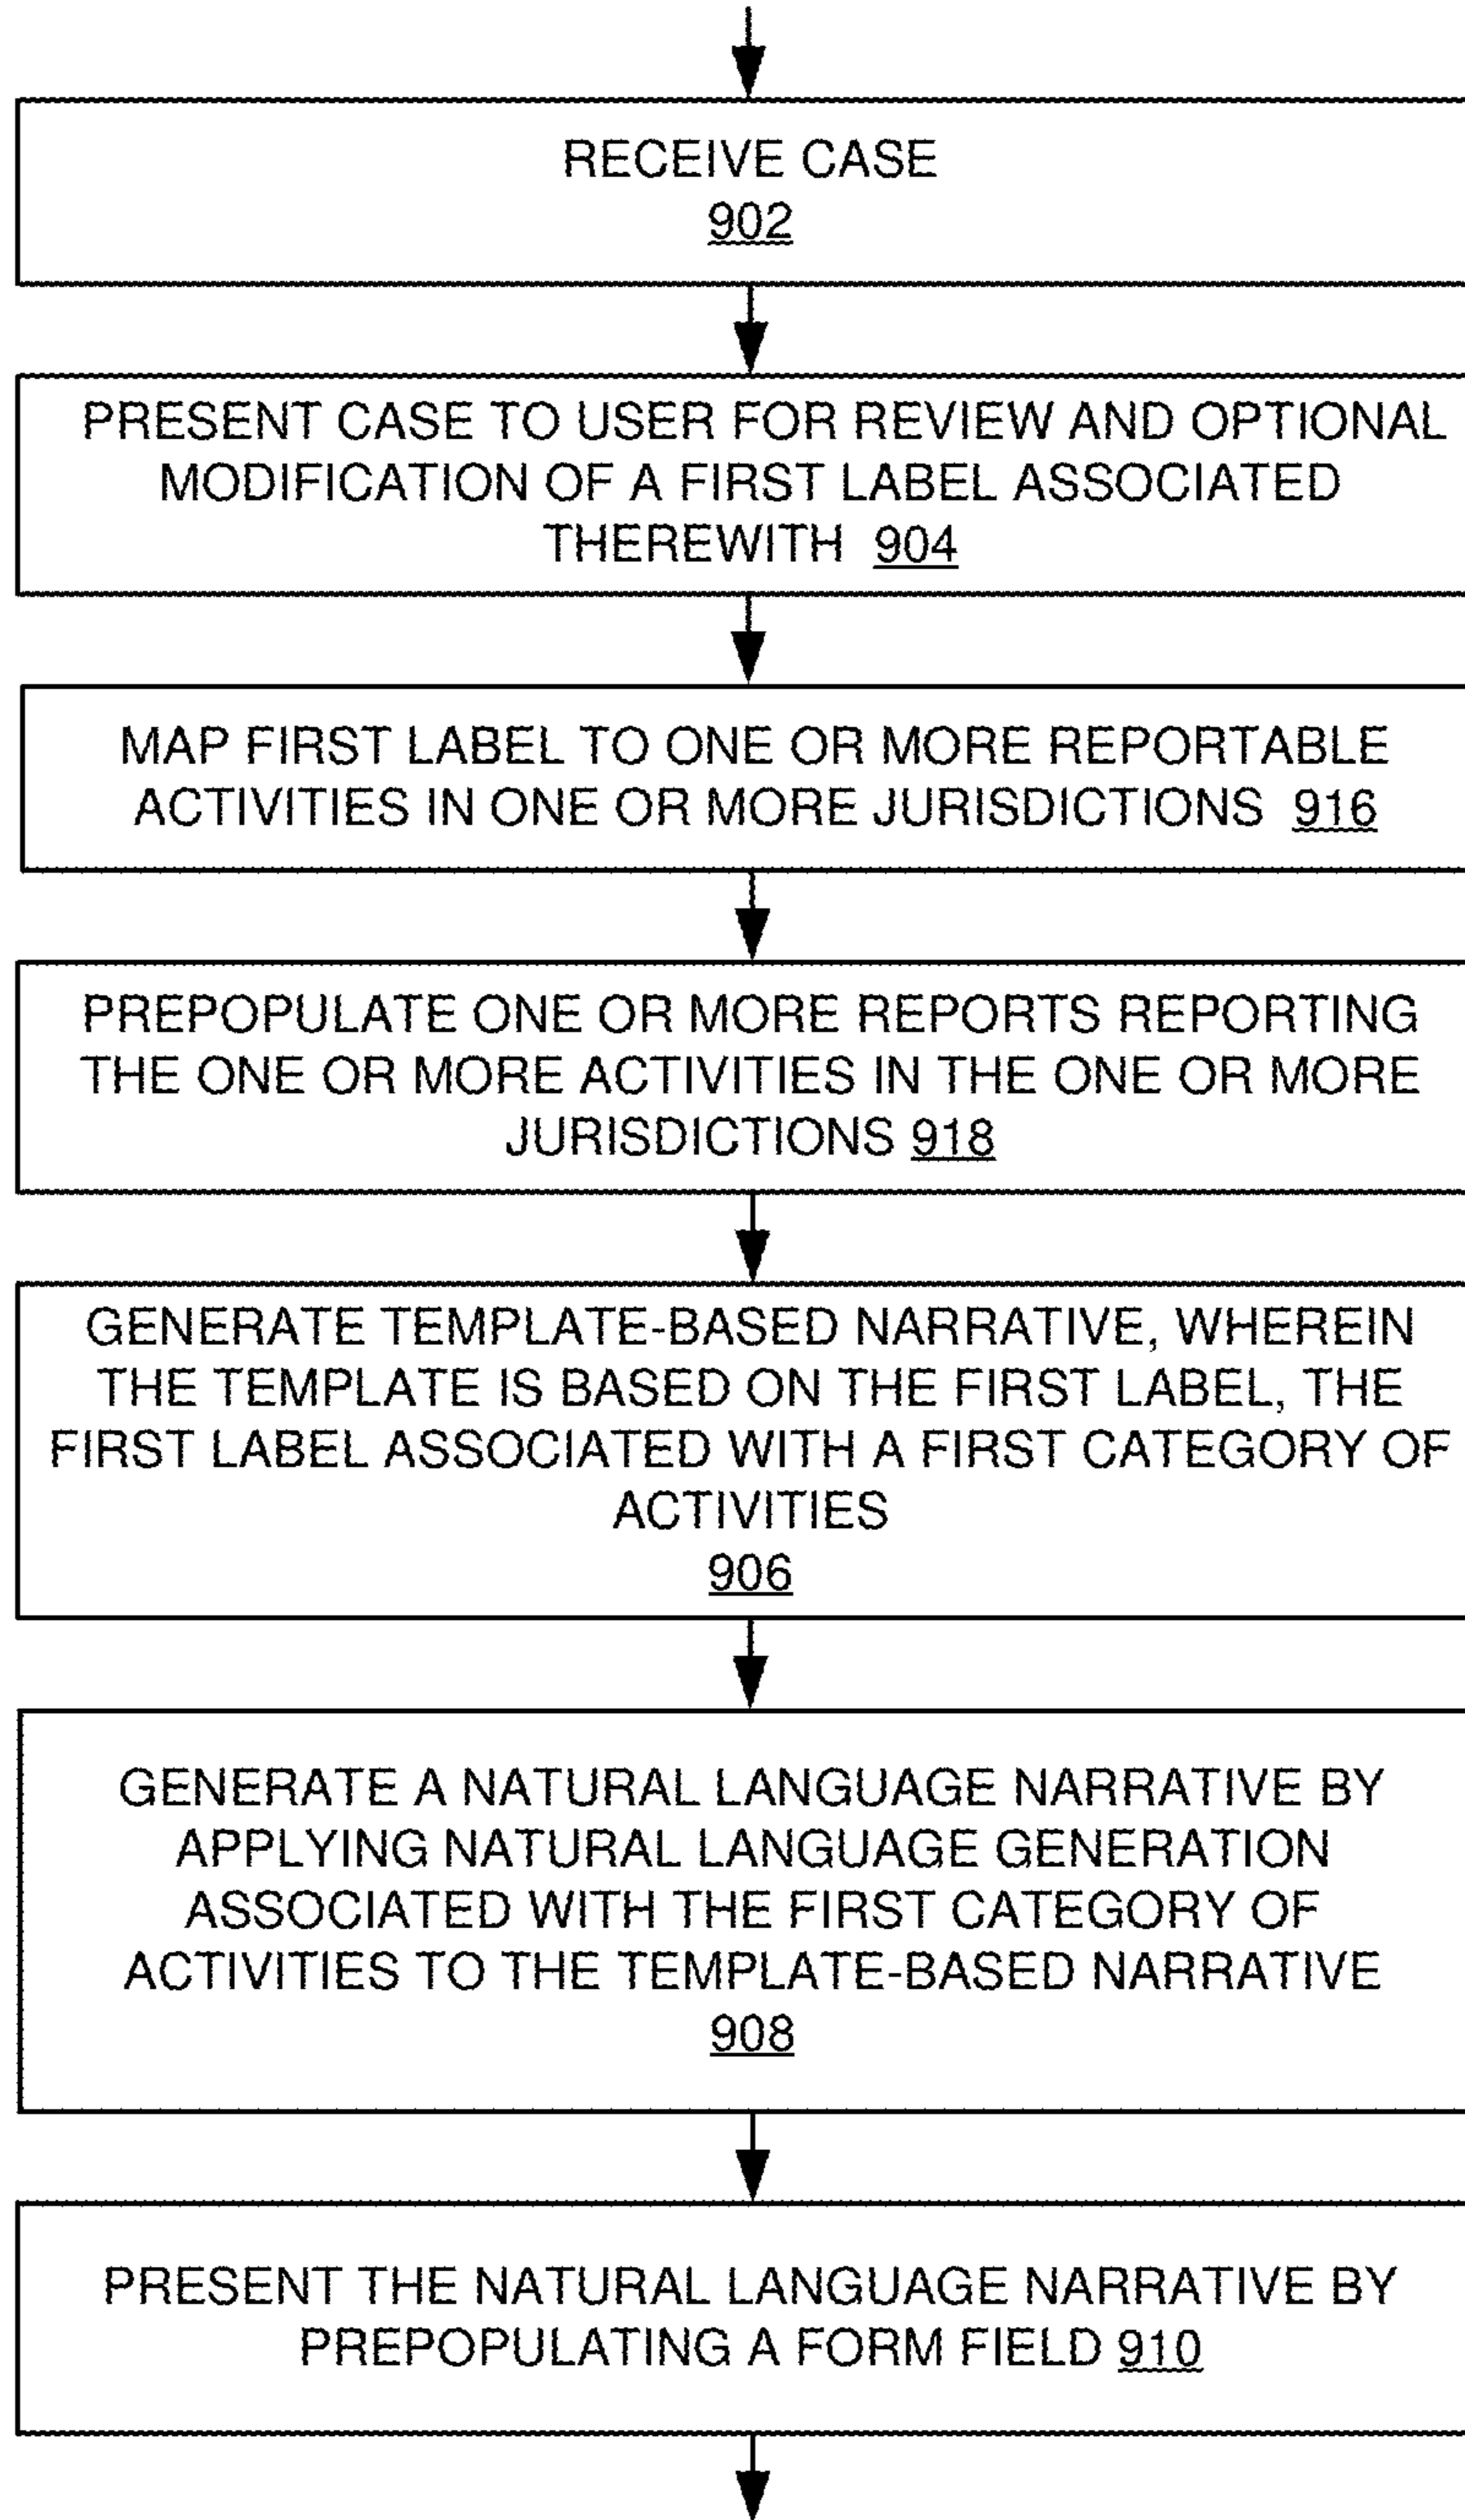 RECEIVE CASE
902
PRESENT CASE TO USER FOR REVIEW AND OPTIONAL
MODIFICATION OF A FIRST LABEL ASSOCIATED
THEREWITH 904
MAP FIRST LABEL TO ONE OR MORE REPORTABLE
ACTIVITIES IN ONE OR MORE JURISDICTIONS 916
PREPOPULATE ONE OR MORE REPORTS REPORTING
THE ONE OR MORE ACTIVITIES IN THE ONE OR MORE
JURISDICTIONS 918
GENERATE TEMPLATE-BASED NARRATIVE, WHEREIN
THE TEMPLATE IS BASED ON THE FIRST LABEL, THE
FIRST LABEL ASSOCIATED WITH A FIRST CATEGORY OF
ACTIVITIES
906
GENERATE A NATURAL LANGUAGE NARRATIVE BY
APPLYING NATURAL LANGUAGE GENERATION
ASSOCIATED WITH THE FIRST CATEGORY OF
ACTIVITIES TO THE TEMPLATE-BASED NARRATIVE
908
PRESENT THE NATURAL LANGUAGE NARRATIVE BY
PREPOPULATING A FORM FIELD 910